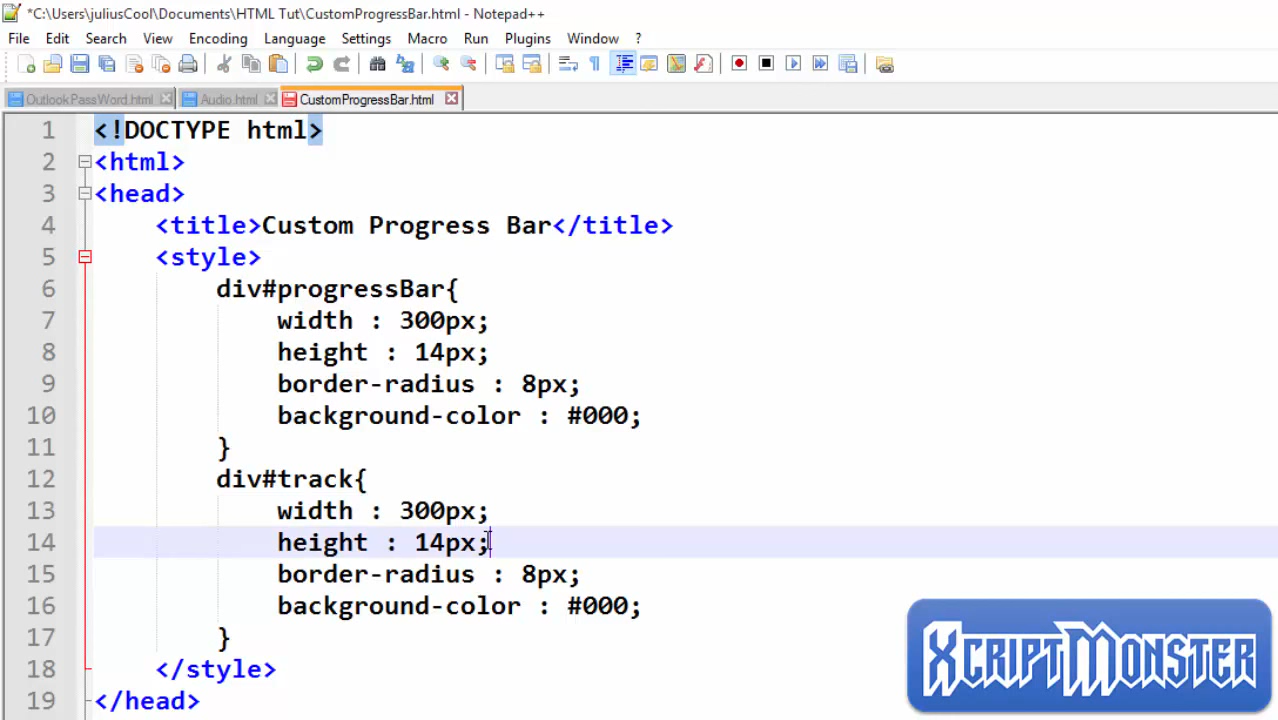 *C:\Users\juliusCool\Documents\HTML Tut\CustomProgressBar.html - Notepad++
File Edit Search View Encoding Language Settings Macro Run Plugins Window ?
OutlookPassWord.html Audio.html CustomProgressBar.html
1 <!DOCTYPE html>
2 <html>
3 <head>
4 <title>Custom Progress Bar</title>
5 <style>
6 div#progressBar{
7 width : 300px;
8 height : 14px;
9 border-radius : 8px;
10 background-color : #000;
11 }
12 div#track{
13 width : 300px;
14 height : 14px;
15 border-radius : 8px;
16 background-color : #000;
17 }
18 </style>
19 </head>
XCRIPTMONSTER